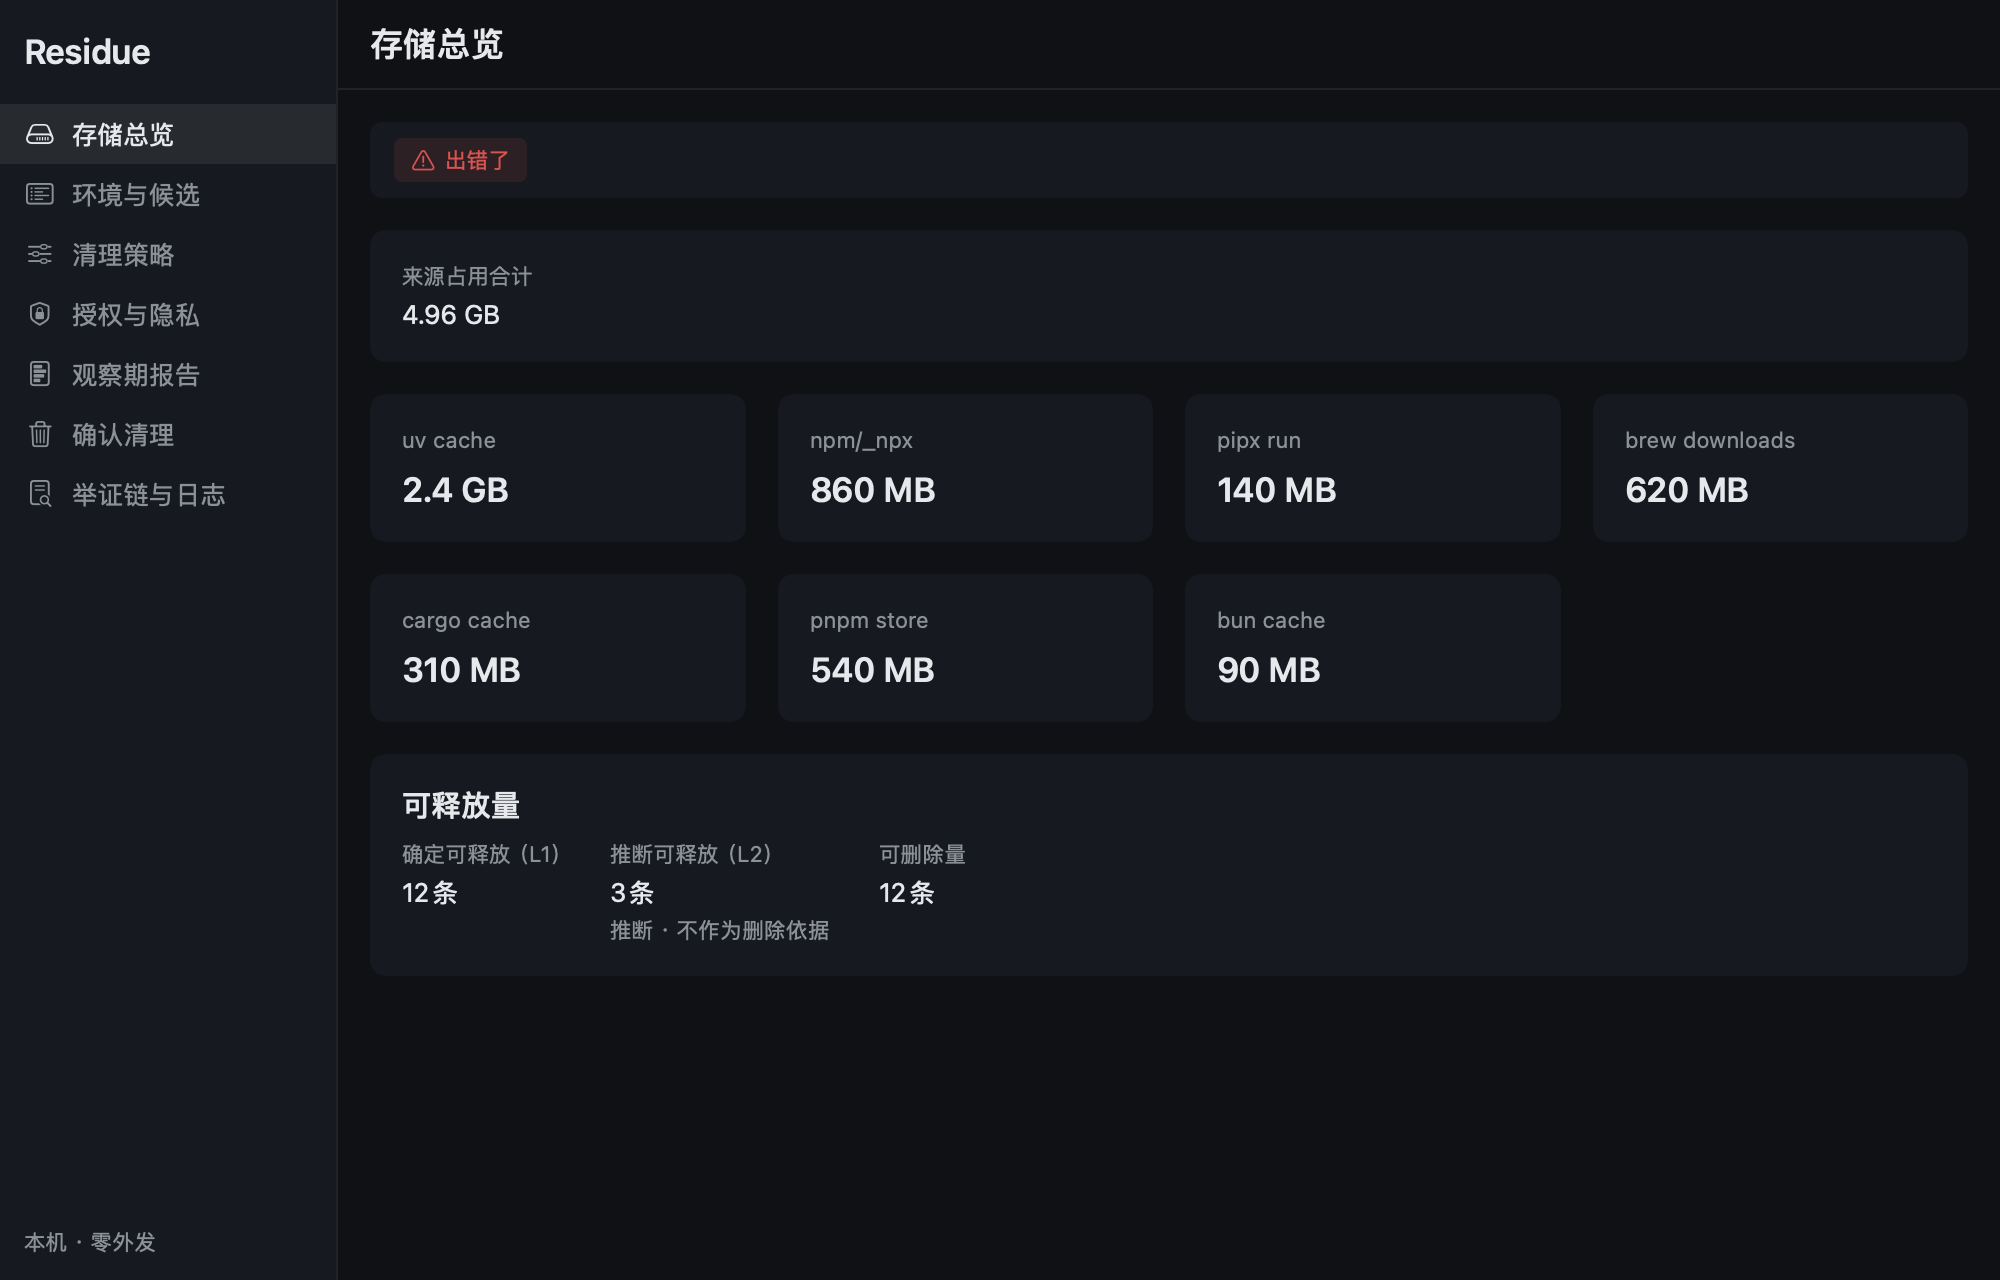 Residue
存储总览
环境与候选
清理策略
授权与隐私
观察期报告
确认清理
举证链与日志
本机 · 零外发
存储总览
出错了
来源占用合计
4.96 GB
uv cache
2.4 GB
npm/_npx
860 MB
pipx run
140 MB
brew downloads
620 MB
cargo cache
310 MB
pnpm store
540 MB
bun cache
90 MB
可释放量
确定可释放 (L1)
12 条
推断可释放 (L2)
3 条
推断 · 不作为删除依据
可删除量
12 条